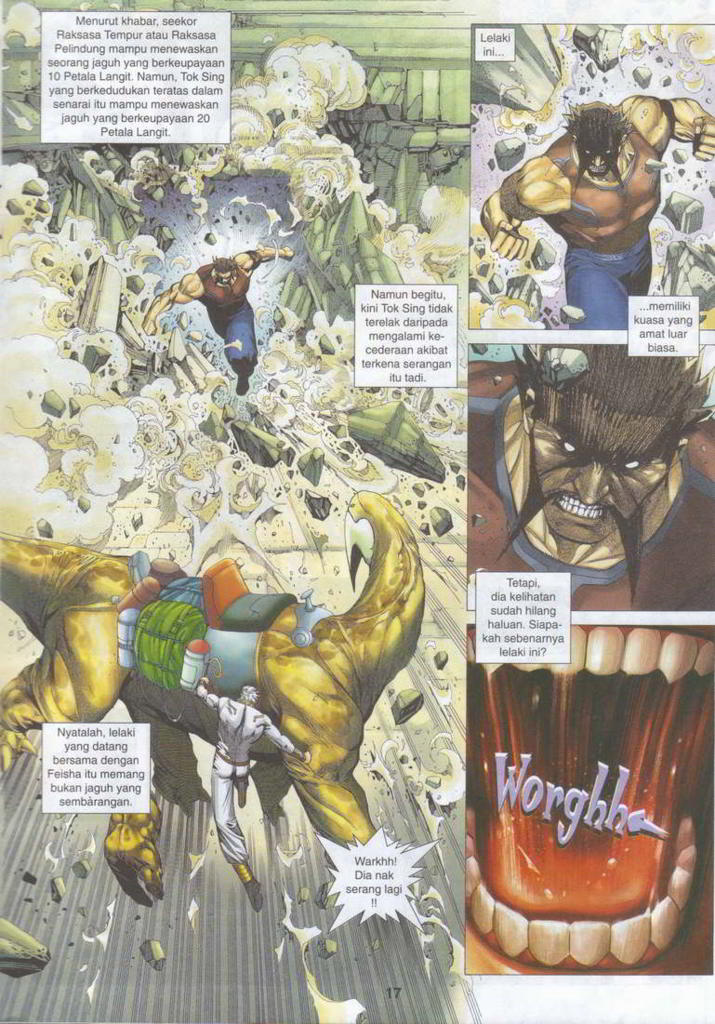 Menurut khabar, seekor
Raksasa Tempur atau Raksasa
Pelindung mampu menewaskan
seorang jaguh yang berkeupayaan
10 Petala Langit. Namun, Tok Sing
yang berkedudukan teratas dalam
senarai itu mampu menewaskan
jaguh yang berkeupayaan 20
Petala Langit.
Namun begitu,
kini Tok Sing tidak
terelak daripada
mengalami ke-
cederaan akibat
terkena serangan
itu tadi.
Nyatalah, lelaki
yang datang
bersama dengan
Feisha itu memang
bukan jaguh yang
sembàrangan.
Warkhh!
Dia nak
serang lagi
!!
Lelaki
ini...
...memiliki
kuasa yang
amat luar
biasa.
Tetapi,
dia kelihatan
sudah hilang
haluan. Siapa-
kah sebenarnya
lelaki ini?
Worghh
17